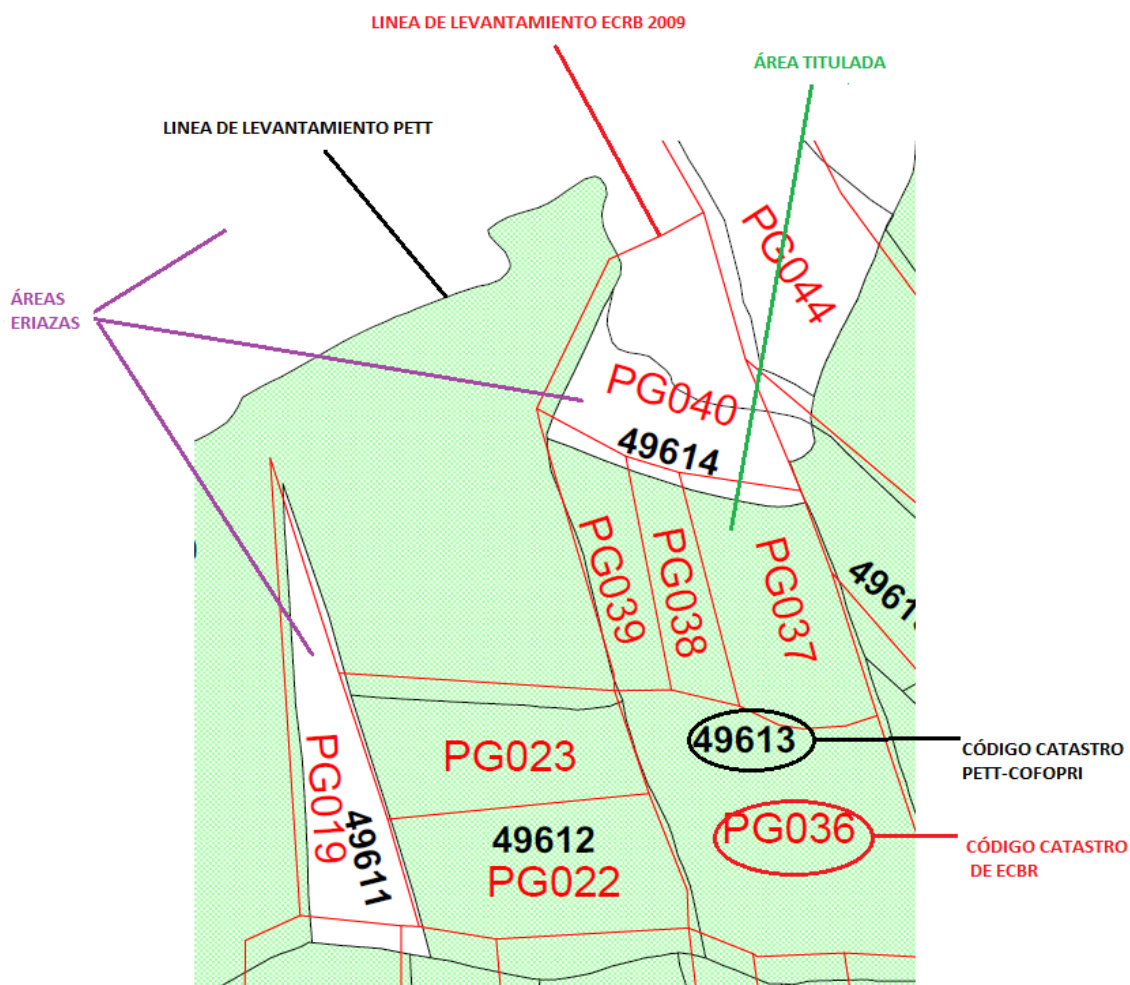 LINEA DE LEVANTAMIENTO ECRB 2009
ÁREA TITULADA
LINEA DE LEVANTAMIENTO PETT
ÁREAS
ERIAZAS
PG044
PG040
49614
PG039
PG038
PG037
4961
49613
CÓDIGO CATASTRO
PETT-COFOPRI
PG023
PG019
49611
49612
PG022
PG036
CÓDIGO CATASTRO
DE ECBR